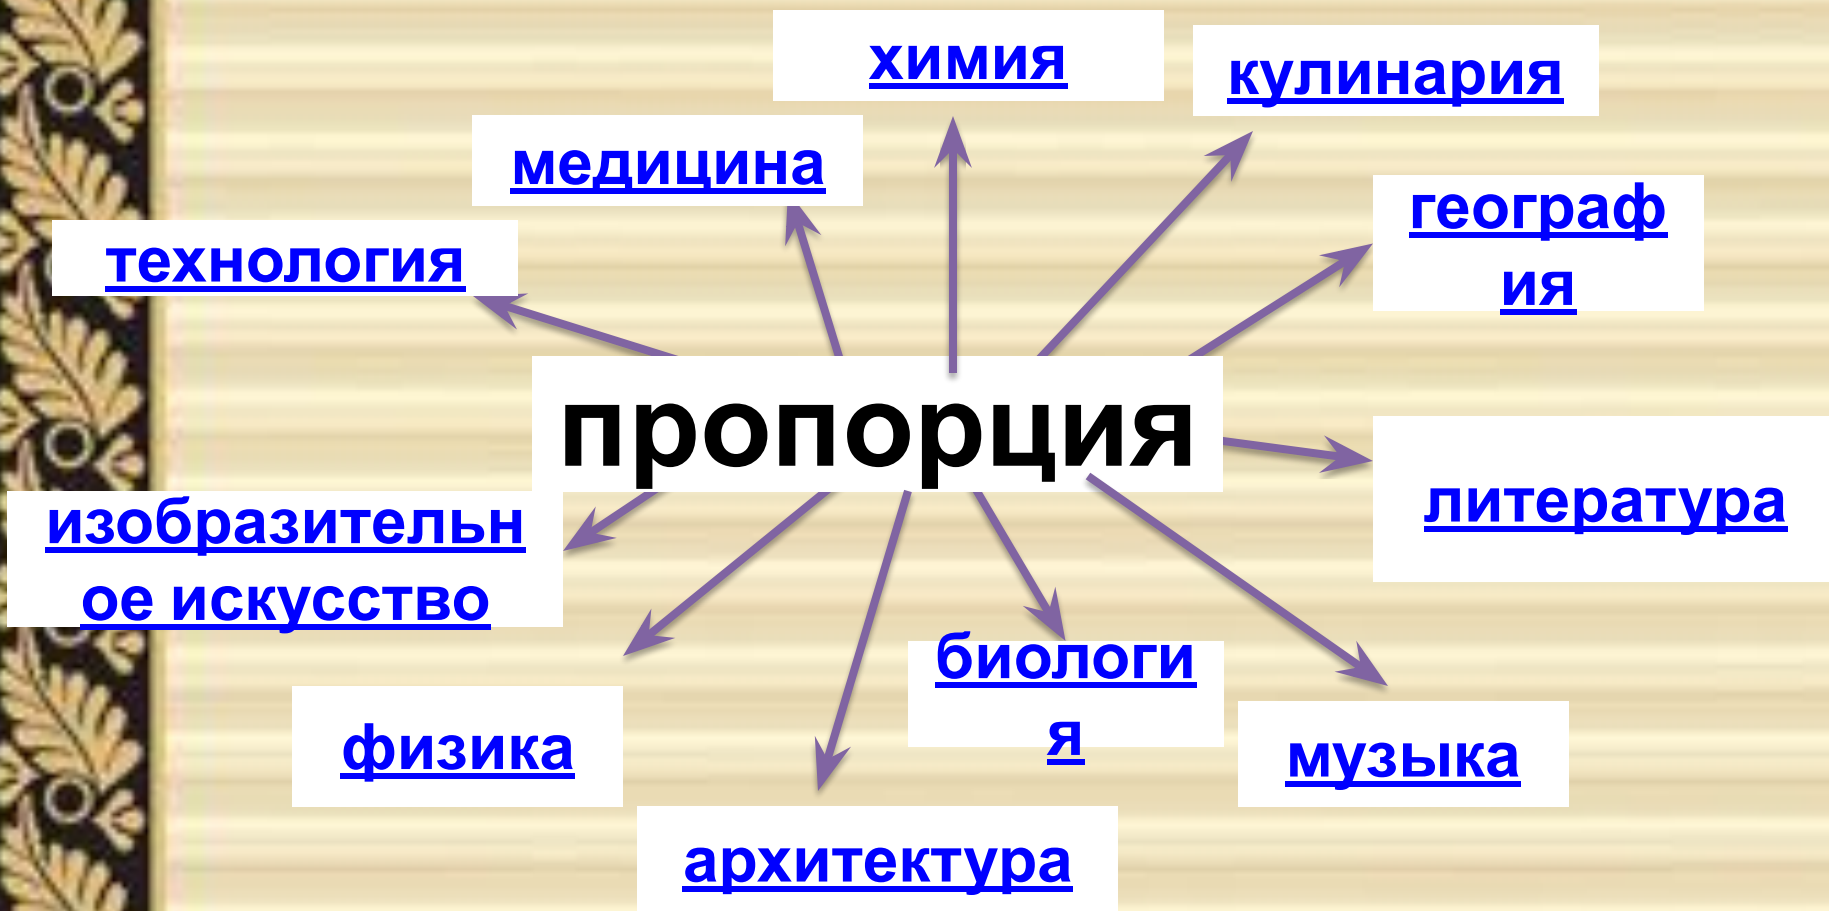 химия
кулинария
медицина
географ
ия
технология
пропорция
литература
изобразительн
ое искусство
биологи
я
физика
музыка
архитектура